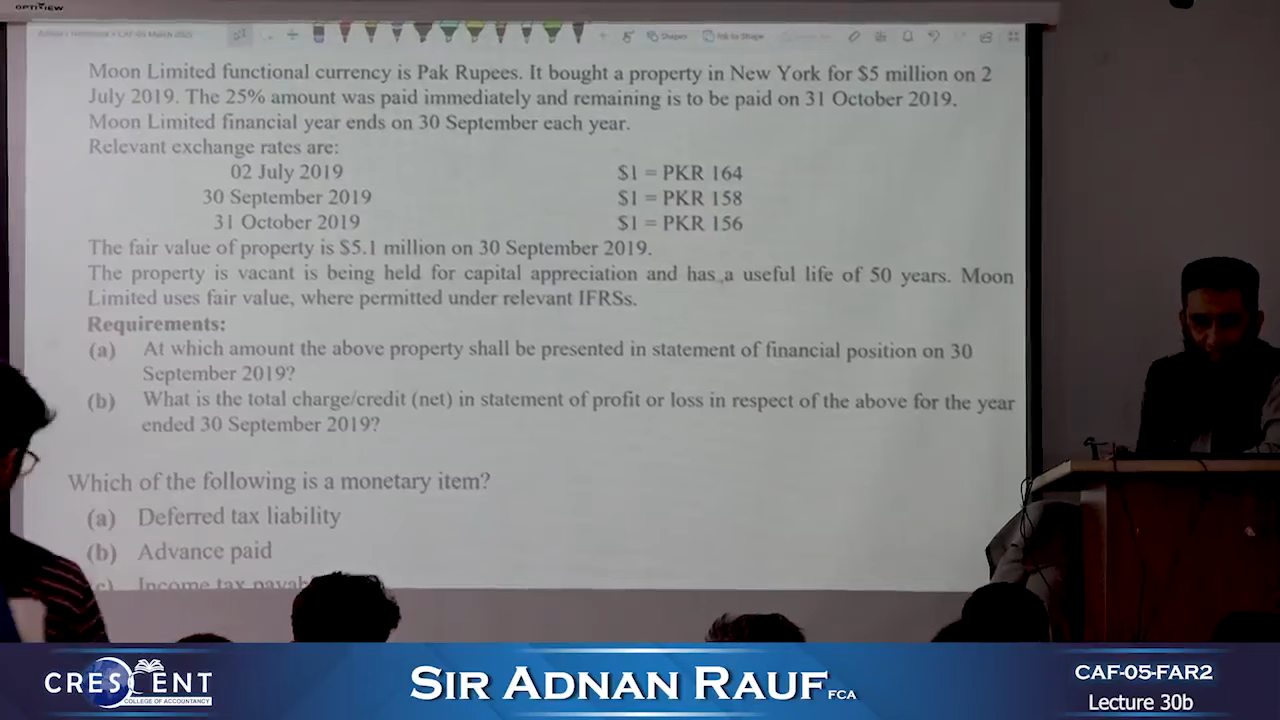 OPTIVIEW
Moon Limited functional currency is Pak Rupees. It bought a property in New York for $5 million on 2
July 2019. The 25% amount was paid immediately and remaining is to be paid on 31 October 2019.
Moon Limited financial year ends on 30 September each year.
Relevant exchange rates are:
02 July 2019 $1 = PKR 164
30 September 2019 $1 = PKR 158
31 October 2019 $1 = PKR 156
The fair value of property is $5.1 million on 30 September 2019.
The property is vacant is being held for capital appreciation and has a useful life of 50 years. Moon
Limited uses fair value, where permitted under relevant IFRSs.
Requirements:
(a) At which amount the above property shall be presented in statement of financial position on 30
September 2019?
(b) What is the total charge/credit (net) in statement of profit or loss in respect of the above for the year
ended 30 September 2019?
Which of the following is a monetary item?
(a) Deferred tax liability
(b) Advance paid
Income tax
CRESCENT
COLLEGE OF ACCOUNTANCY
SIR ADNAN RAUF FCA
CAF-05-FAR2
Lecture 30b